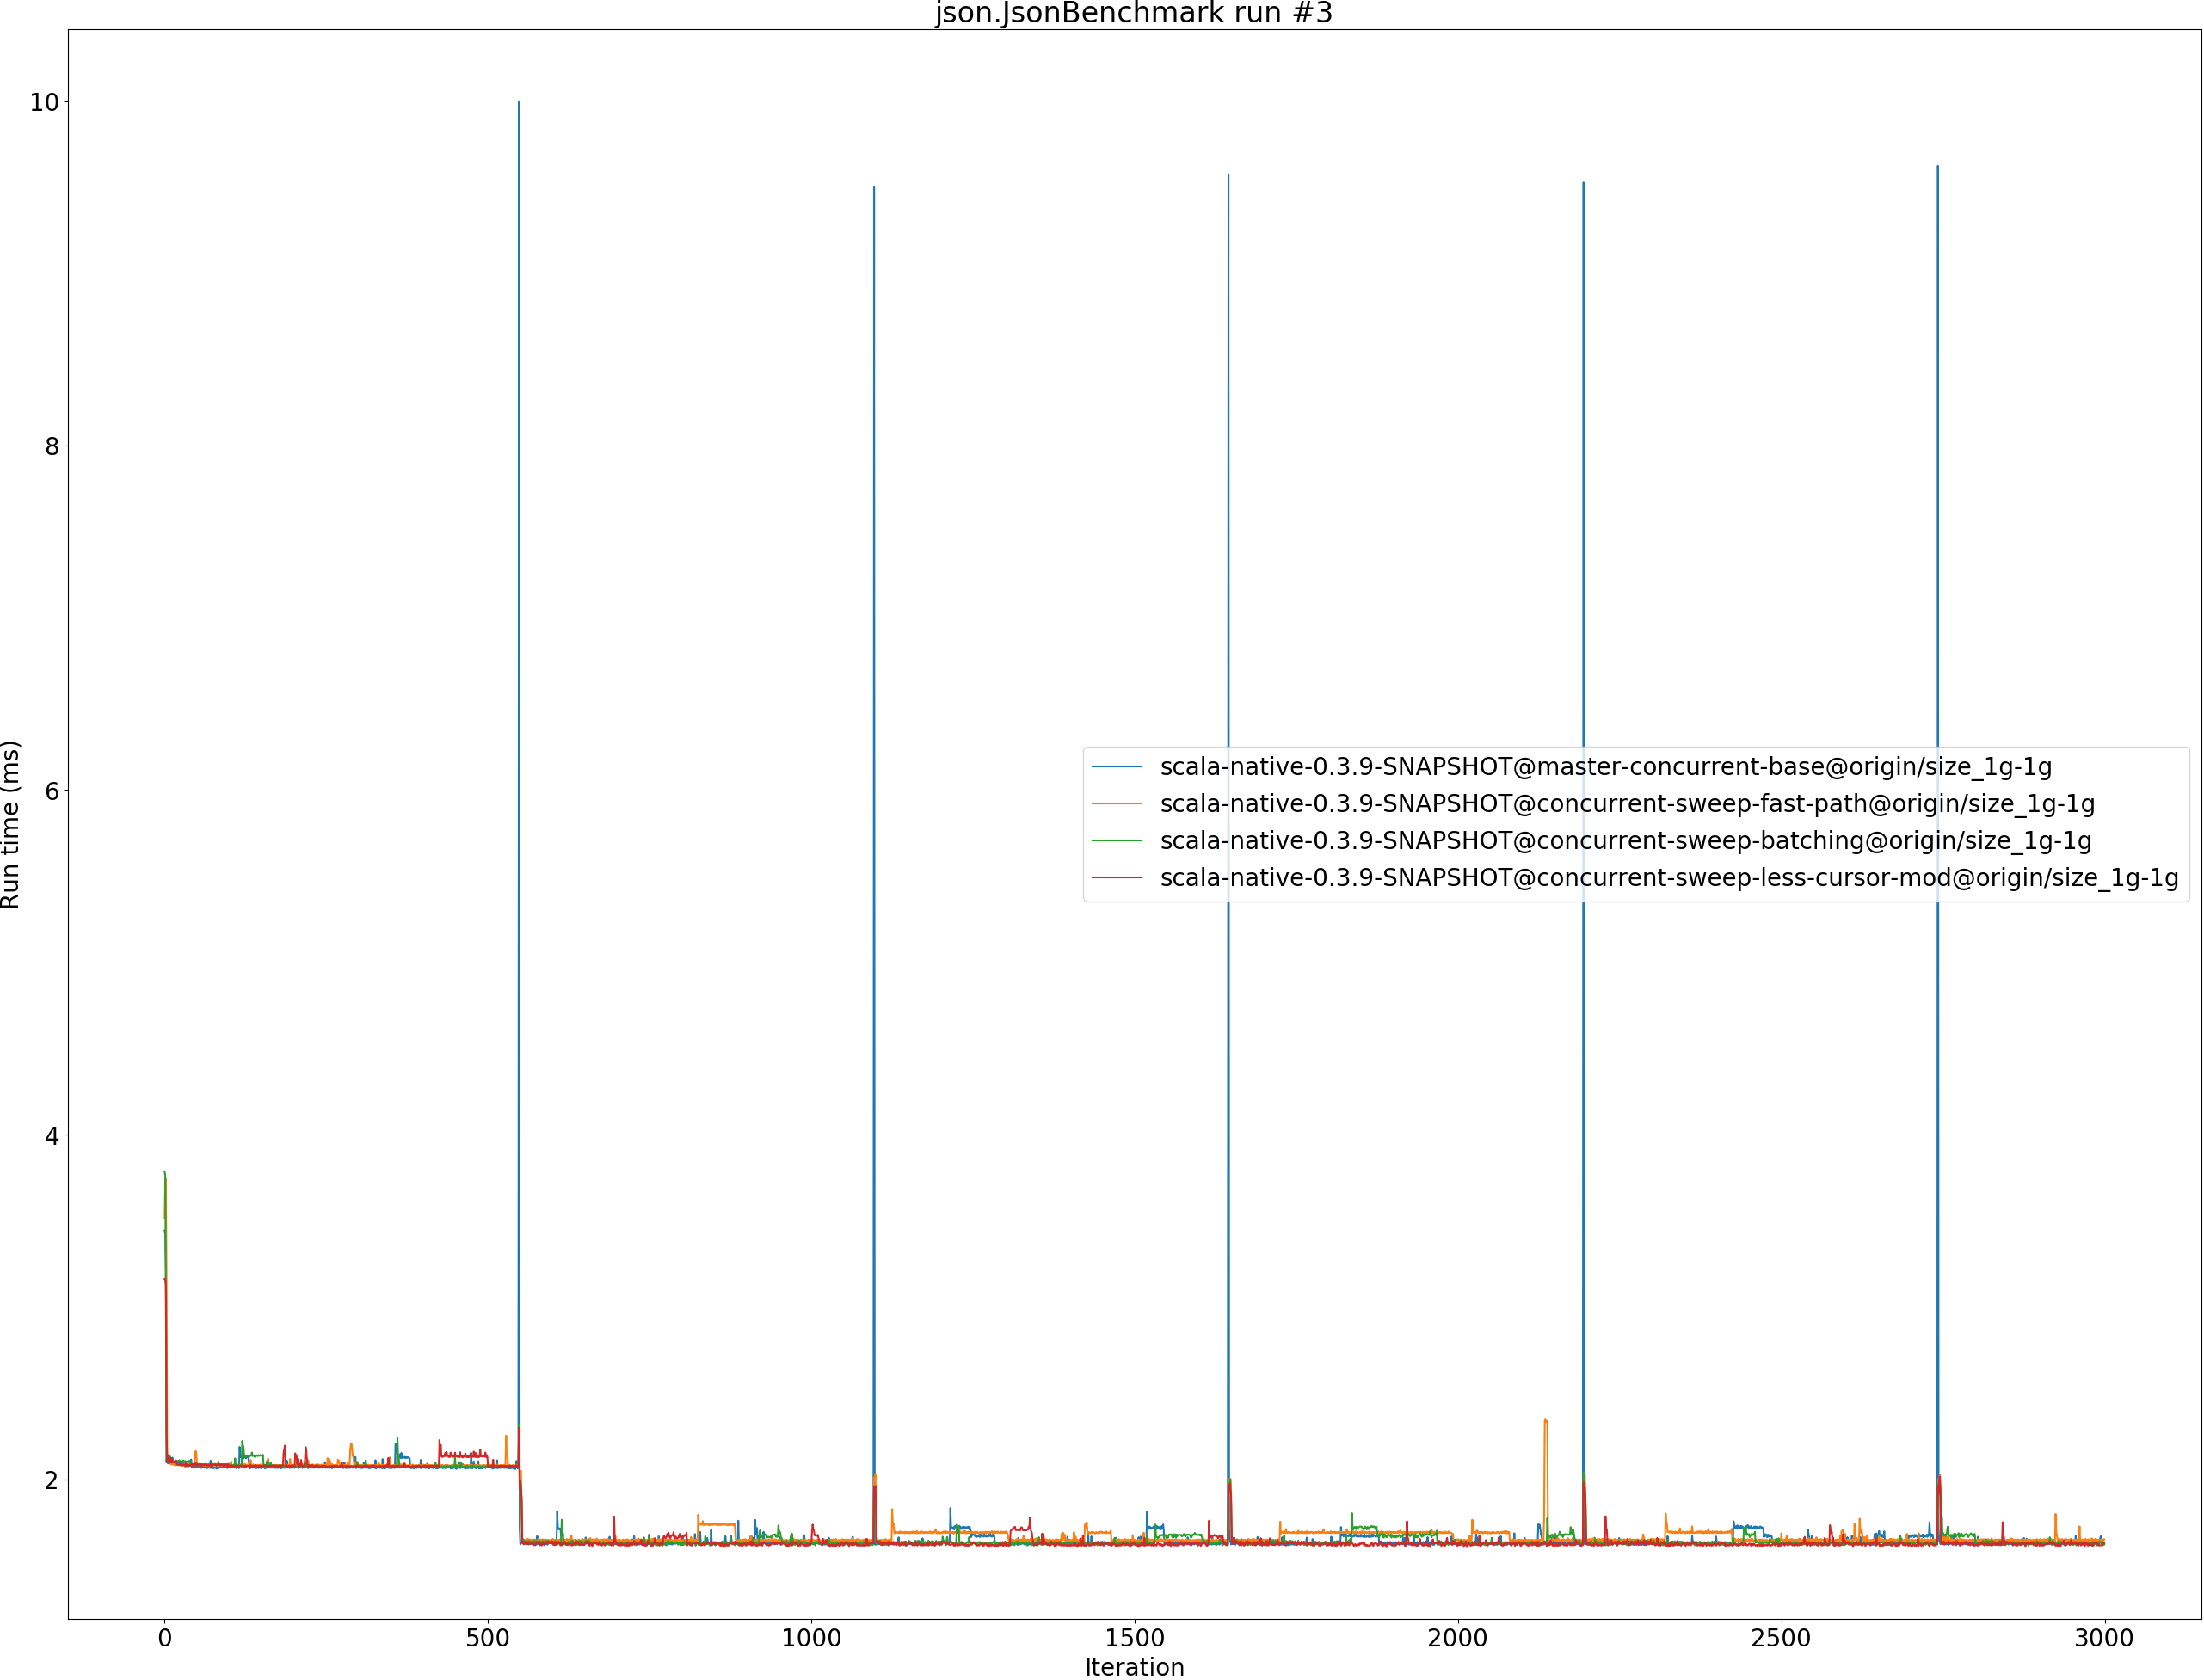 json.JsonBenchmark run #3
10
8
6
4
2
Run time (ms)
scala-native-0.3.9-SNAPSHOT@master-concurrent-base@origin/size_1g-1g
scala-native-0.3.9-SNAPSHOT@concurrent-sweep-fast-path@origin/size_1g-1g
scala-native-0.3.9-SNAPSHOT@concurrent-sweep-batching@origin/size_1g-1g
scala-native-0.3.9-SNAPSHOT@concurrent-sweep-less-cursor-mod@origin/size_1g-1g
0 500 1000 1500 2000 2500 3000
Iteration